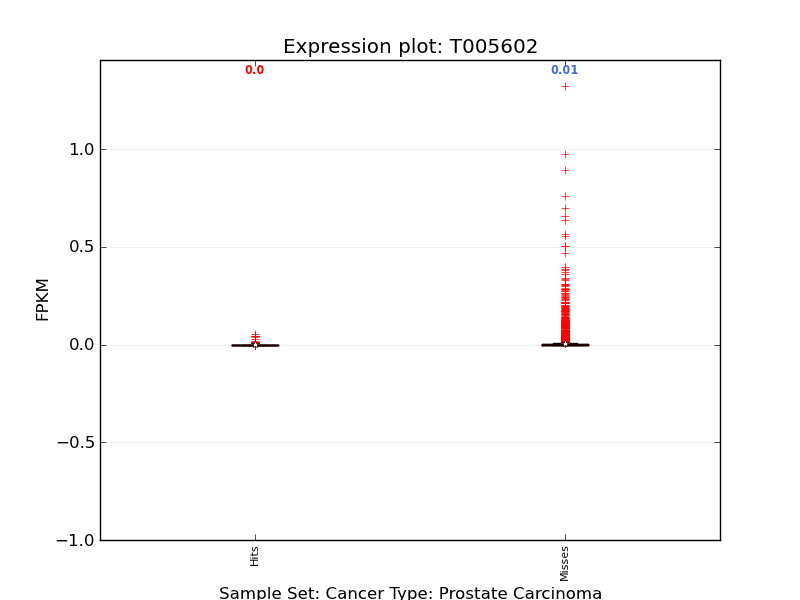 Expression plot: T005602
0.0
0.01
1.0
0.5
0.0
−0.5
−1.0
FPKM
Hits
Misses
Sample Set: Cancer Type: Prostate Carcinoma